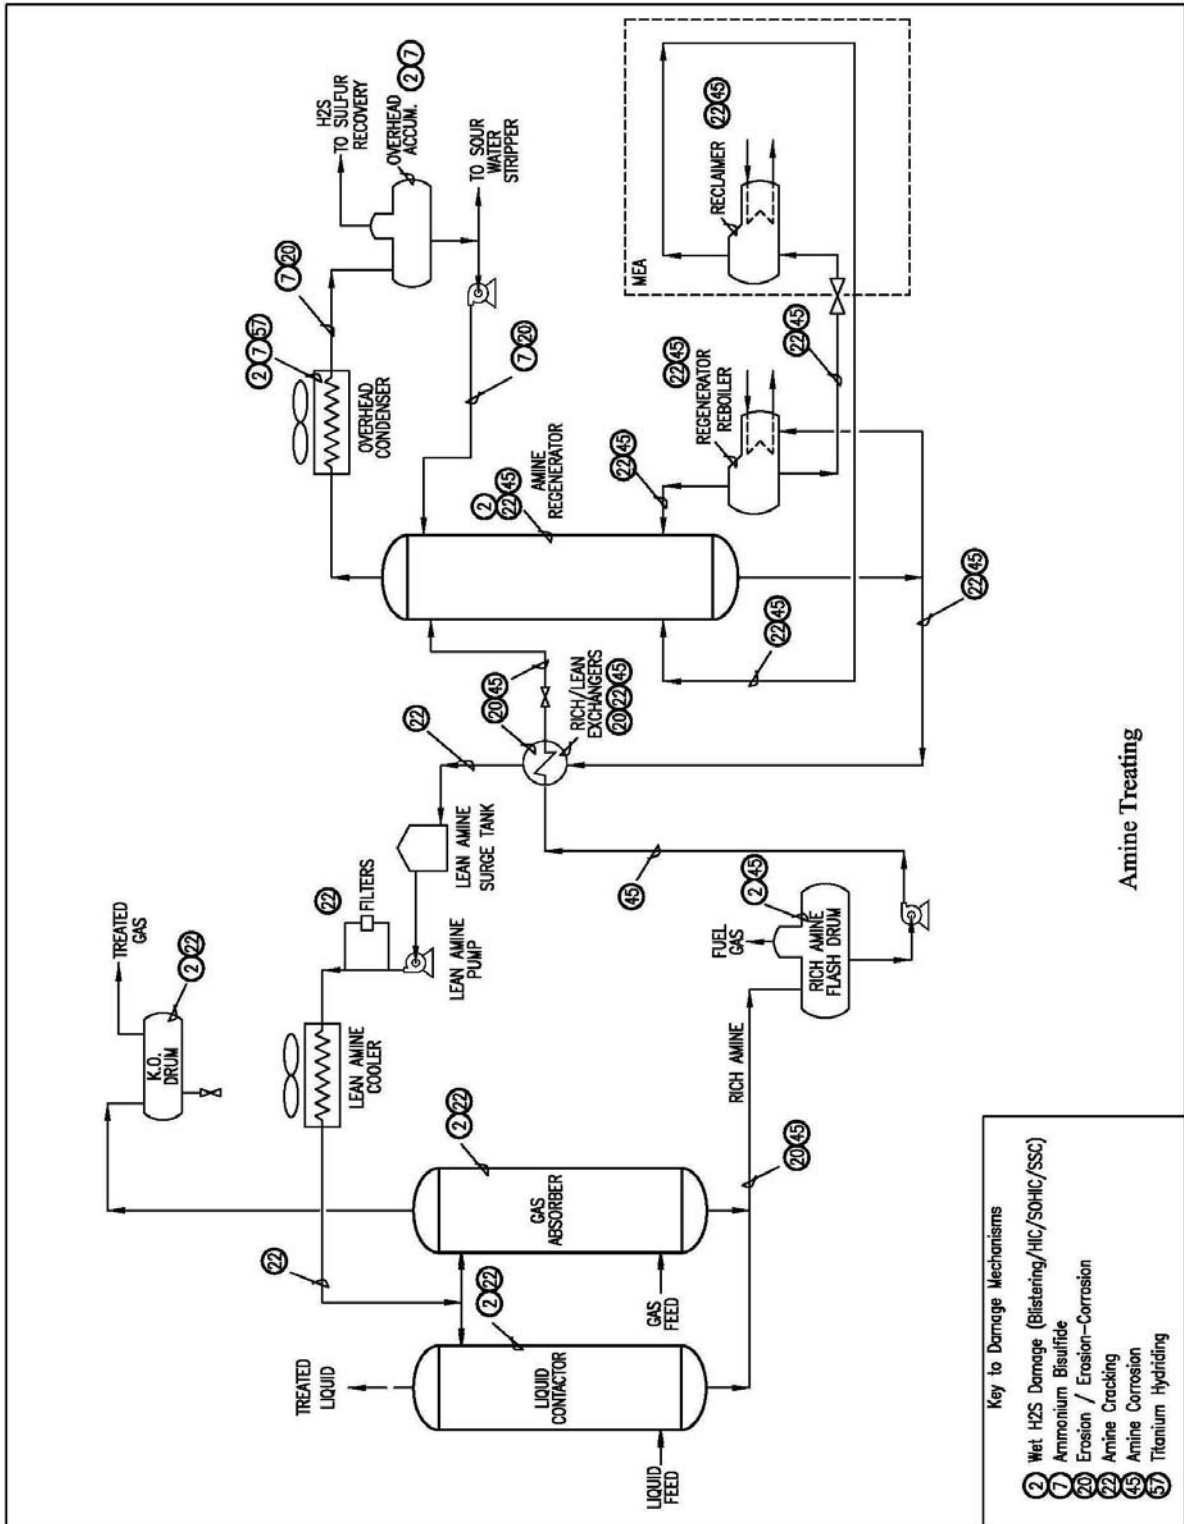 TREATED
GAS
K.O.
DRUM
2 22
LEAN AMINE
COOLER
22
FILTERS
LEAN AMINE
PUMP
LEAN AMINE
SURGE TANK
22
22
TREATED
LIQUID
LIQUID
CONTACTOR
2 22
LIQUID
FEED
GAS
ABSORBER
2 22
GAS
FEED
20 45
RICH AMINE
FUEL
GAS
RICH AMINE
FLASH DRUM
2 45
45
20 45
RICH/LEAN
EXCHANGERS
20 22 45
2
22 45
AMINE
REGENERATOR
OVERHEAD
CONDENSER
2 7 57
7 20
H2S
TO SULFUR
RECOVERY
OVERHEAD
ACCUM.
2 7
TO SOUR
WATER
STRIPPER
7 20
22 45
REGENERATOR
REBOILER
22 45
22 45
MEA
RECLAIMER
22 45
22 45
22 45
Key to Damage Mechanisms
2 Wet H2S Damage (Blistering/HIC/SOHIC/SSC)
7 Ammonium Bisulfide
20 Erosion / Erosion-Corrosion
22 Amine Cracking
45 Amine Corrosion
57 Titanium Hydriding
Amine Treating